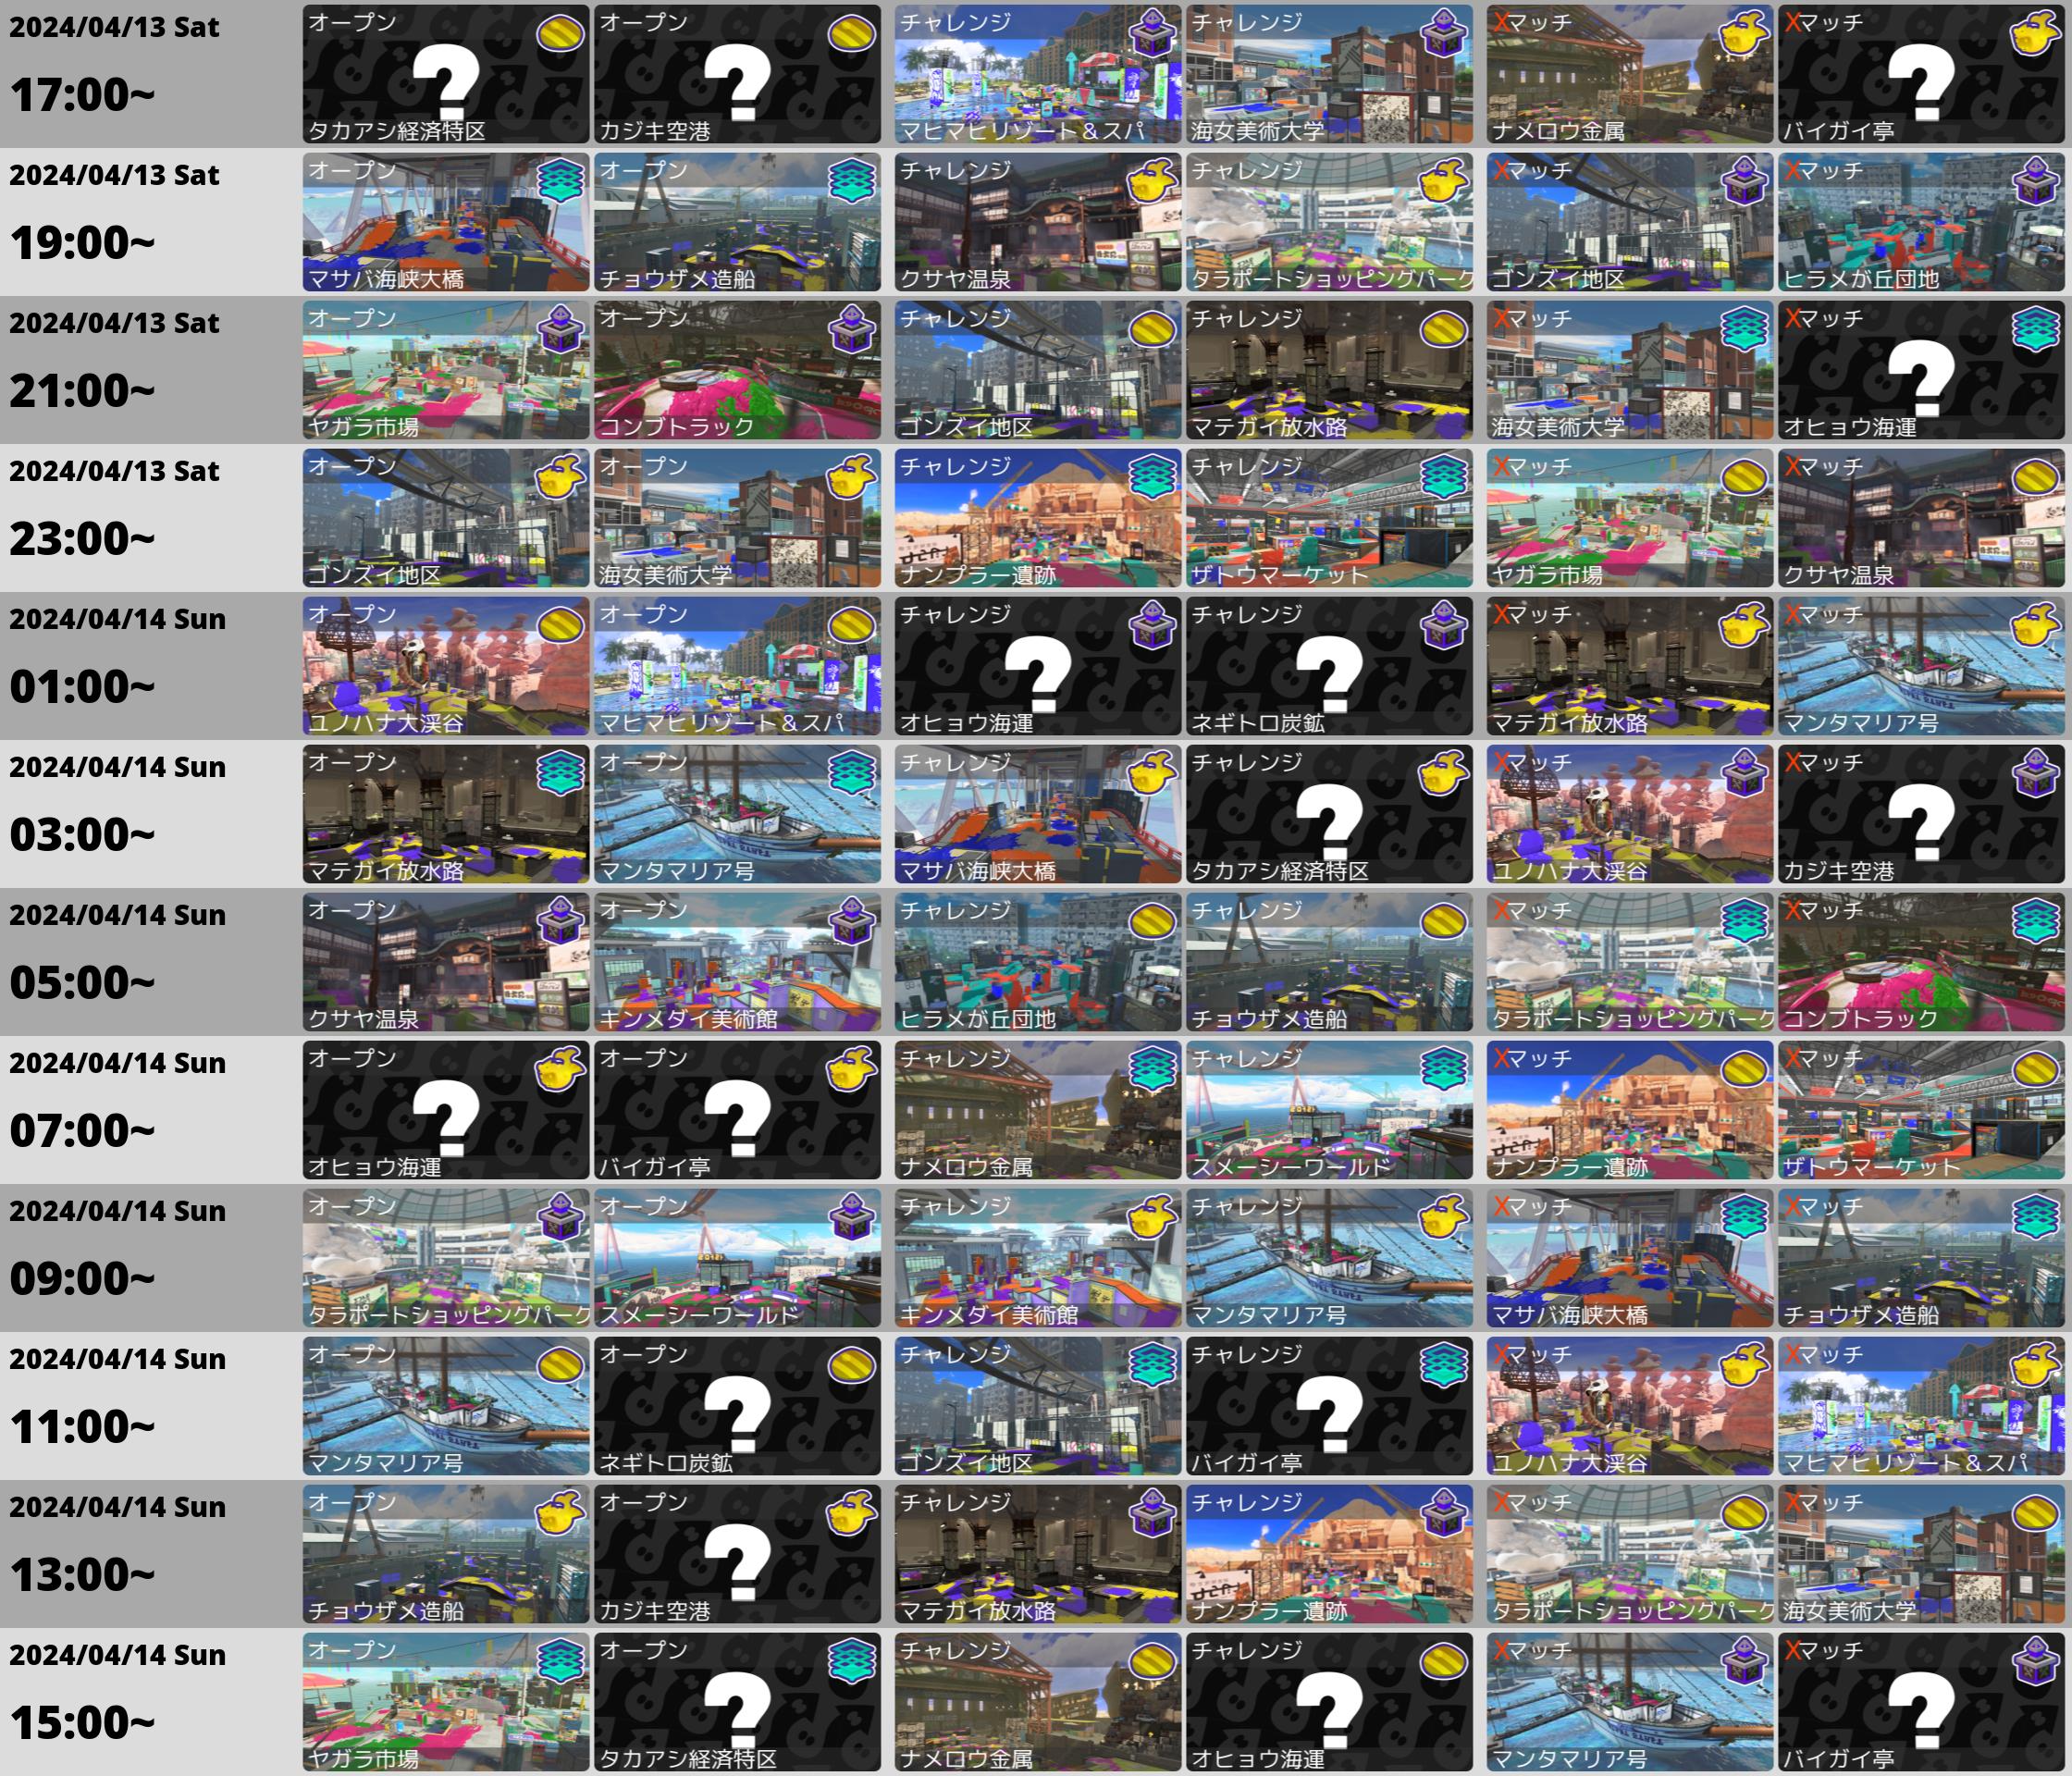 2024/04/13 Sat
17:00~
オープン オープン チャレンジ チャレンジ Xマッチ Xマッチ
タカアシ経済特区 カジキ空港 マヒマヒリゾート&スパ 海女美術大学 ナメロウ金属 バイガイ亭
2024/04/13 Sat
19:00~
オープン オープン チャレンジ チャレンジ Xマッチ Xマッチ
マサバ海峡大橋 チョウザメ造船 クサヤ温泉 タラポートショッピングパーク ゴンズイ地区 ヒラメが丘団地
2024/04/13 Sat
21:00~
オープン オープン チャレンジ チャレンジ Xマッチ Xマッチ
ヤガラ市場 コンブトラック ゴンズイ地区 マテガイ放水路 海女美術大学 オヒョウ海運
2024/04/13 Sat
23:00~
オープン オープン チャレンジ チャレンジ Xマッチ Xマッチ
ゴンズイ地区 海女美術大学 ナンプラー遺跡 ザトウマーケット ヤガラ市場 クサヤ温泉
2024/04/14 Sun
01:00~
オープン オープン チャレンジ チャレンジ Xマッチ Xマッチ
ユノハナ大渓谷 マヒマヒリゾート&スパ オヒョウ海運 ネギトロ炭鉱 マテガイ放水路 マンタマリア号
2024/04/14 Sun
03:00~
オープン オープン チャレンジ チャレンジ Xマッチ Xマッチ
マテガイ放水路 マンタマリア号 マサバ海峡大橋 タカアシ経済特区 ユノハナ大渓谷 カジキ空港
2024/04/14 Sun
05:00~
オープン オープン チャレンジ チャレンジ Xマッチ Xマッチ
クサヤ温泉 キンメダイ美術館 ヒラメが丘団地 チョウザメ造船 タラポートショッピングパーク コンブトラック
2024/04/14 Sun
07:00~
オープン オープン チャレンジ チャレンジ Xマッチ Xマッチ
オヒョウ海運 バイガイ亭 ナメロウ金属 スメーシーワールド ナンプラー遺跡 ザトウマーケット
2024/04/14 Sun
09:00~
オープン オープン チャレンジ チャレンジ Xマッチ Xマッチ
タラポートショッピングパーク スメーシーワールド キンメダイ美術館 マンタマリア号 マサバ海峡大橋 チョウザメ造船
2024/04/14 Sun
11:00~
オープン オープン チャレンジ チャレンジ Xマッチ Xマッチ
マンタマリア号 ネギトロ炭鉱 ゴンズイ地区 バイガイ亭 ユノハナ大渓谷 マヒマヒリゾート&スパ
2024/04/14 Sun
13:00~
オープン オープン チャレンジ チャレンジ Xマッチ Xマッチ
チョウザメ造船 カジキ空港 マテガイ放水路 ナンプラー遺跡 タラポートショッピングパーク 海女美術大学
2024/04/14 Sun
15:00~
オープン オープン チャレンジ チャレンジ Xマッチ Xマッチ
ヤガラ市場 タカアシ経済特区 ナメロウ金属 オヒョウ海運 マンタマリア号 バイガイ亭